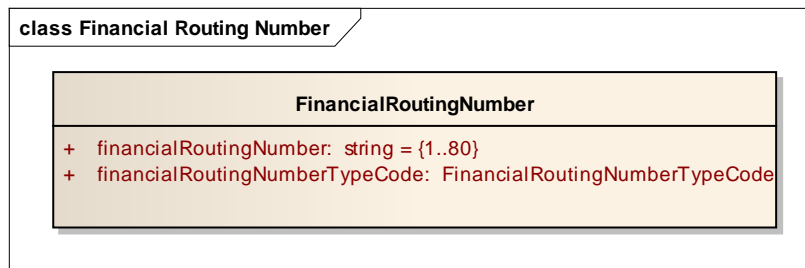 class Financial Routing Number
FinancialRoutingNumber
+ financialRoutingNumber: string = {1..80}
+ financialRoutingNumberTypeCode: FinancialRoutingNumberTypeCode